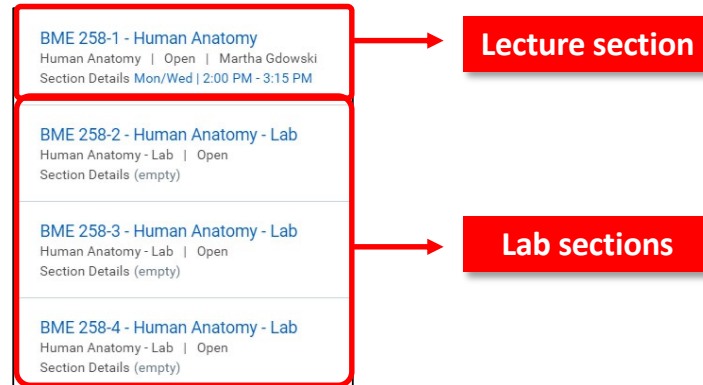 BME 258-1 - Human Anatomy
Human Anatomy | Open | Martha Gdowski
Section Details Mon/Wed | 2:00 PM - 3:15 PM
Lecture section
BME 258-2 - Human Anatomy - Lab
Human Anatomy - Lab | Open
Section Details (empty)
BME 258-3 - Human Anatomy - Lab
Human Anatomy - Lab | Open
Section Details (empty)
Lab sections
BME 258-4 - Human Anatomy - Lab
Human Anatomy - Lab | Open
Section Details (empty)